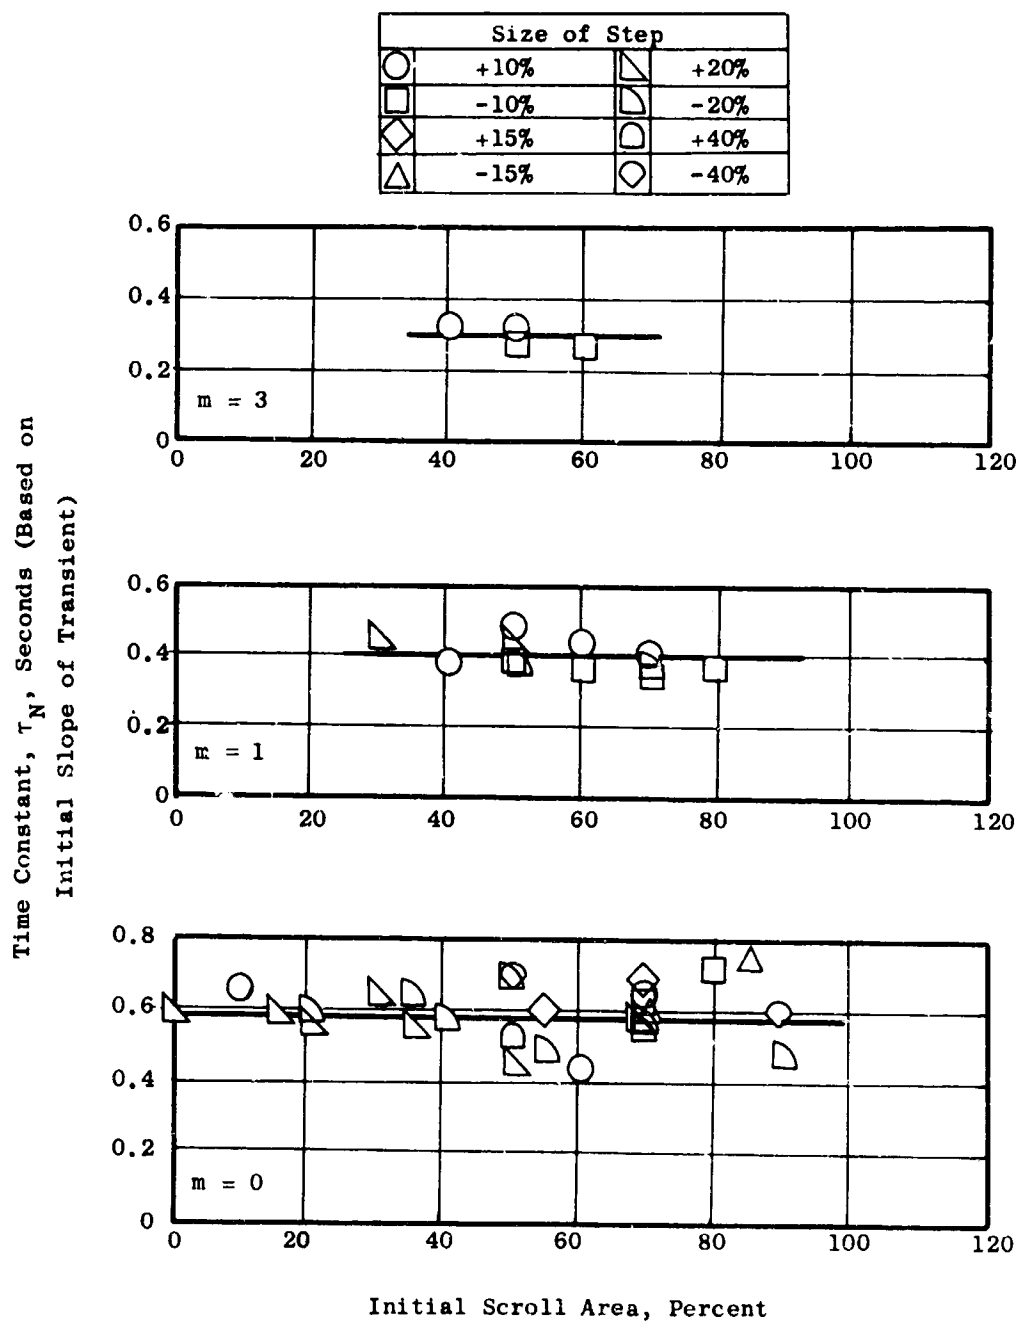 Size of Step
+10% +20%
-10% -20%
+15% +40%
-15% -40%
Time Constant, τN, Seconds (Based on
Initial Slope of Transient)
0.6
0.4
0.2
0
m = 3
0 20 40 60 80 100 120
0.6
0.4
0.2
0
m = 1
0 20 40 60 80 100 120
0.8
0.6
0.4
0.2
0
m = 0
0 20 40 60 80 100 120
Initial Scroll Area, Percent